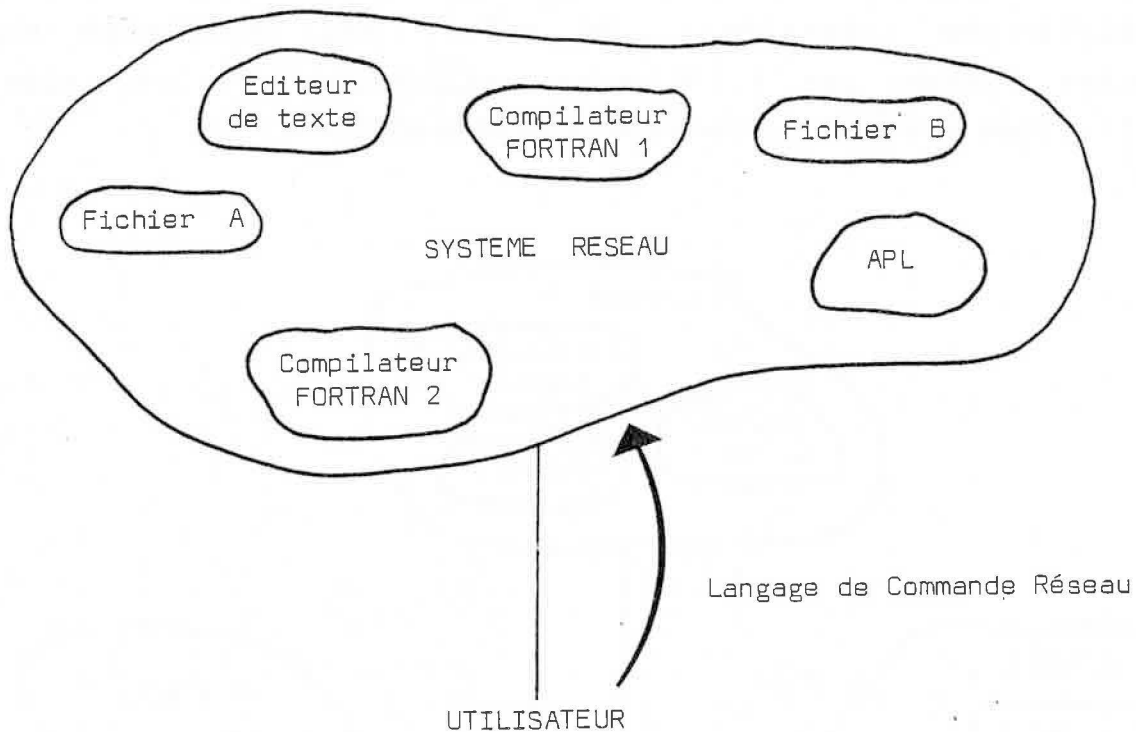 Editeur
de texte
Compilateur
FORTRAN 1
Fichier B
Fichier A
SYSTEME RESEAU
APL
Compilateur
FORTRAN 2
Langage de Commande Réseau
UTILISATEUR